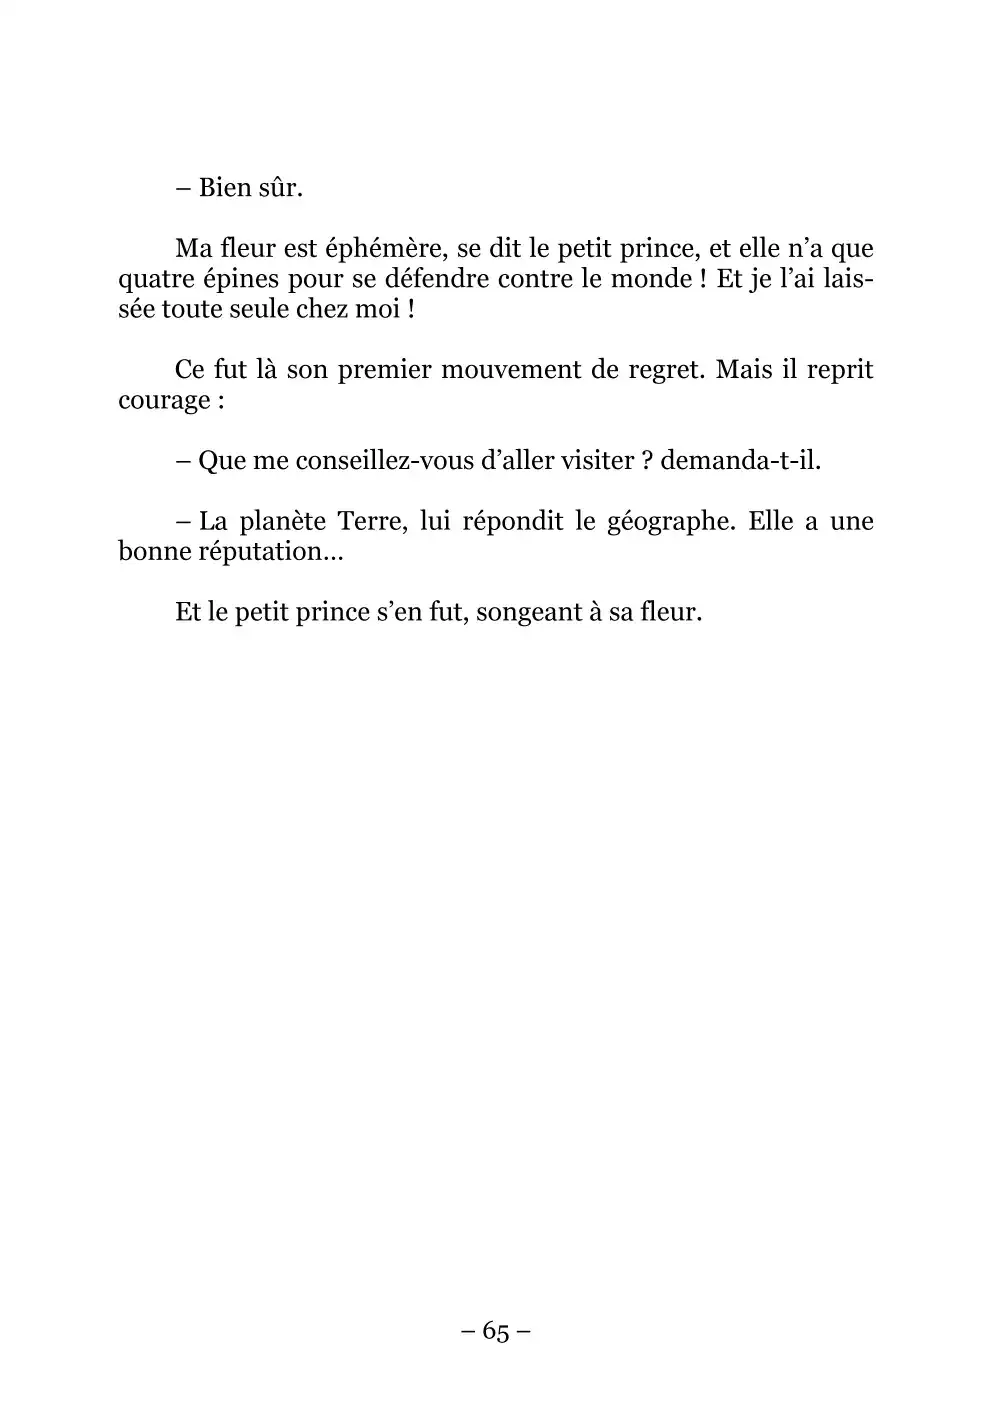 – Bien sûr.
Ma fleur est éphémère, se dit le petit prince, et elle n’a que
quatre épines pour se défendre contre le monde ! Et je l’ai lais-
sée toute seule chez moi !
Ce fut là son premier mouvement de regret. Mais il reprit
courage :
– Que me conseillez-vous d’aller visiter ? demanda-t-il.
– La planète Terre, lui répondit le géographe. Elle a une
bonne réputation…
Et le petit prince s’en fut, songeant à sa fleur.
– 65 –